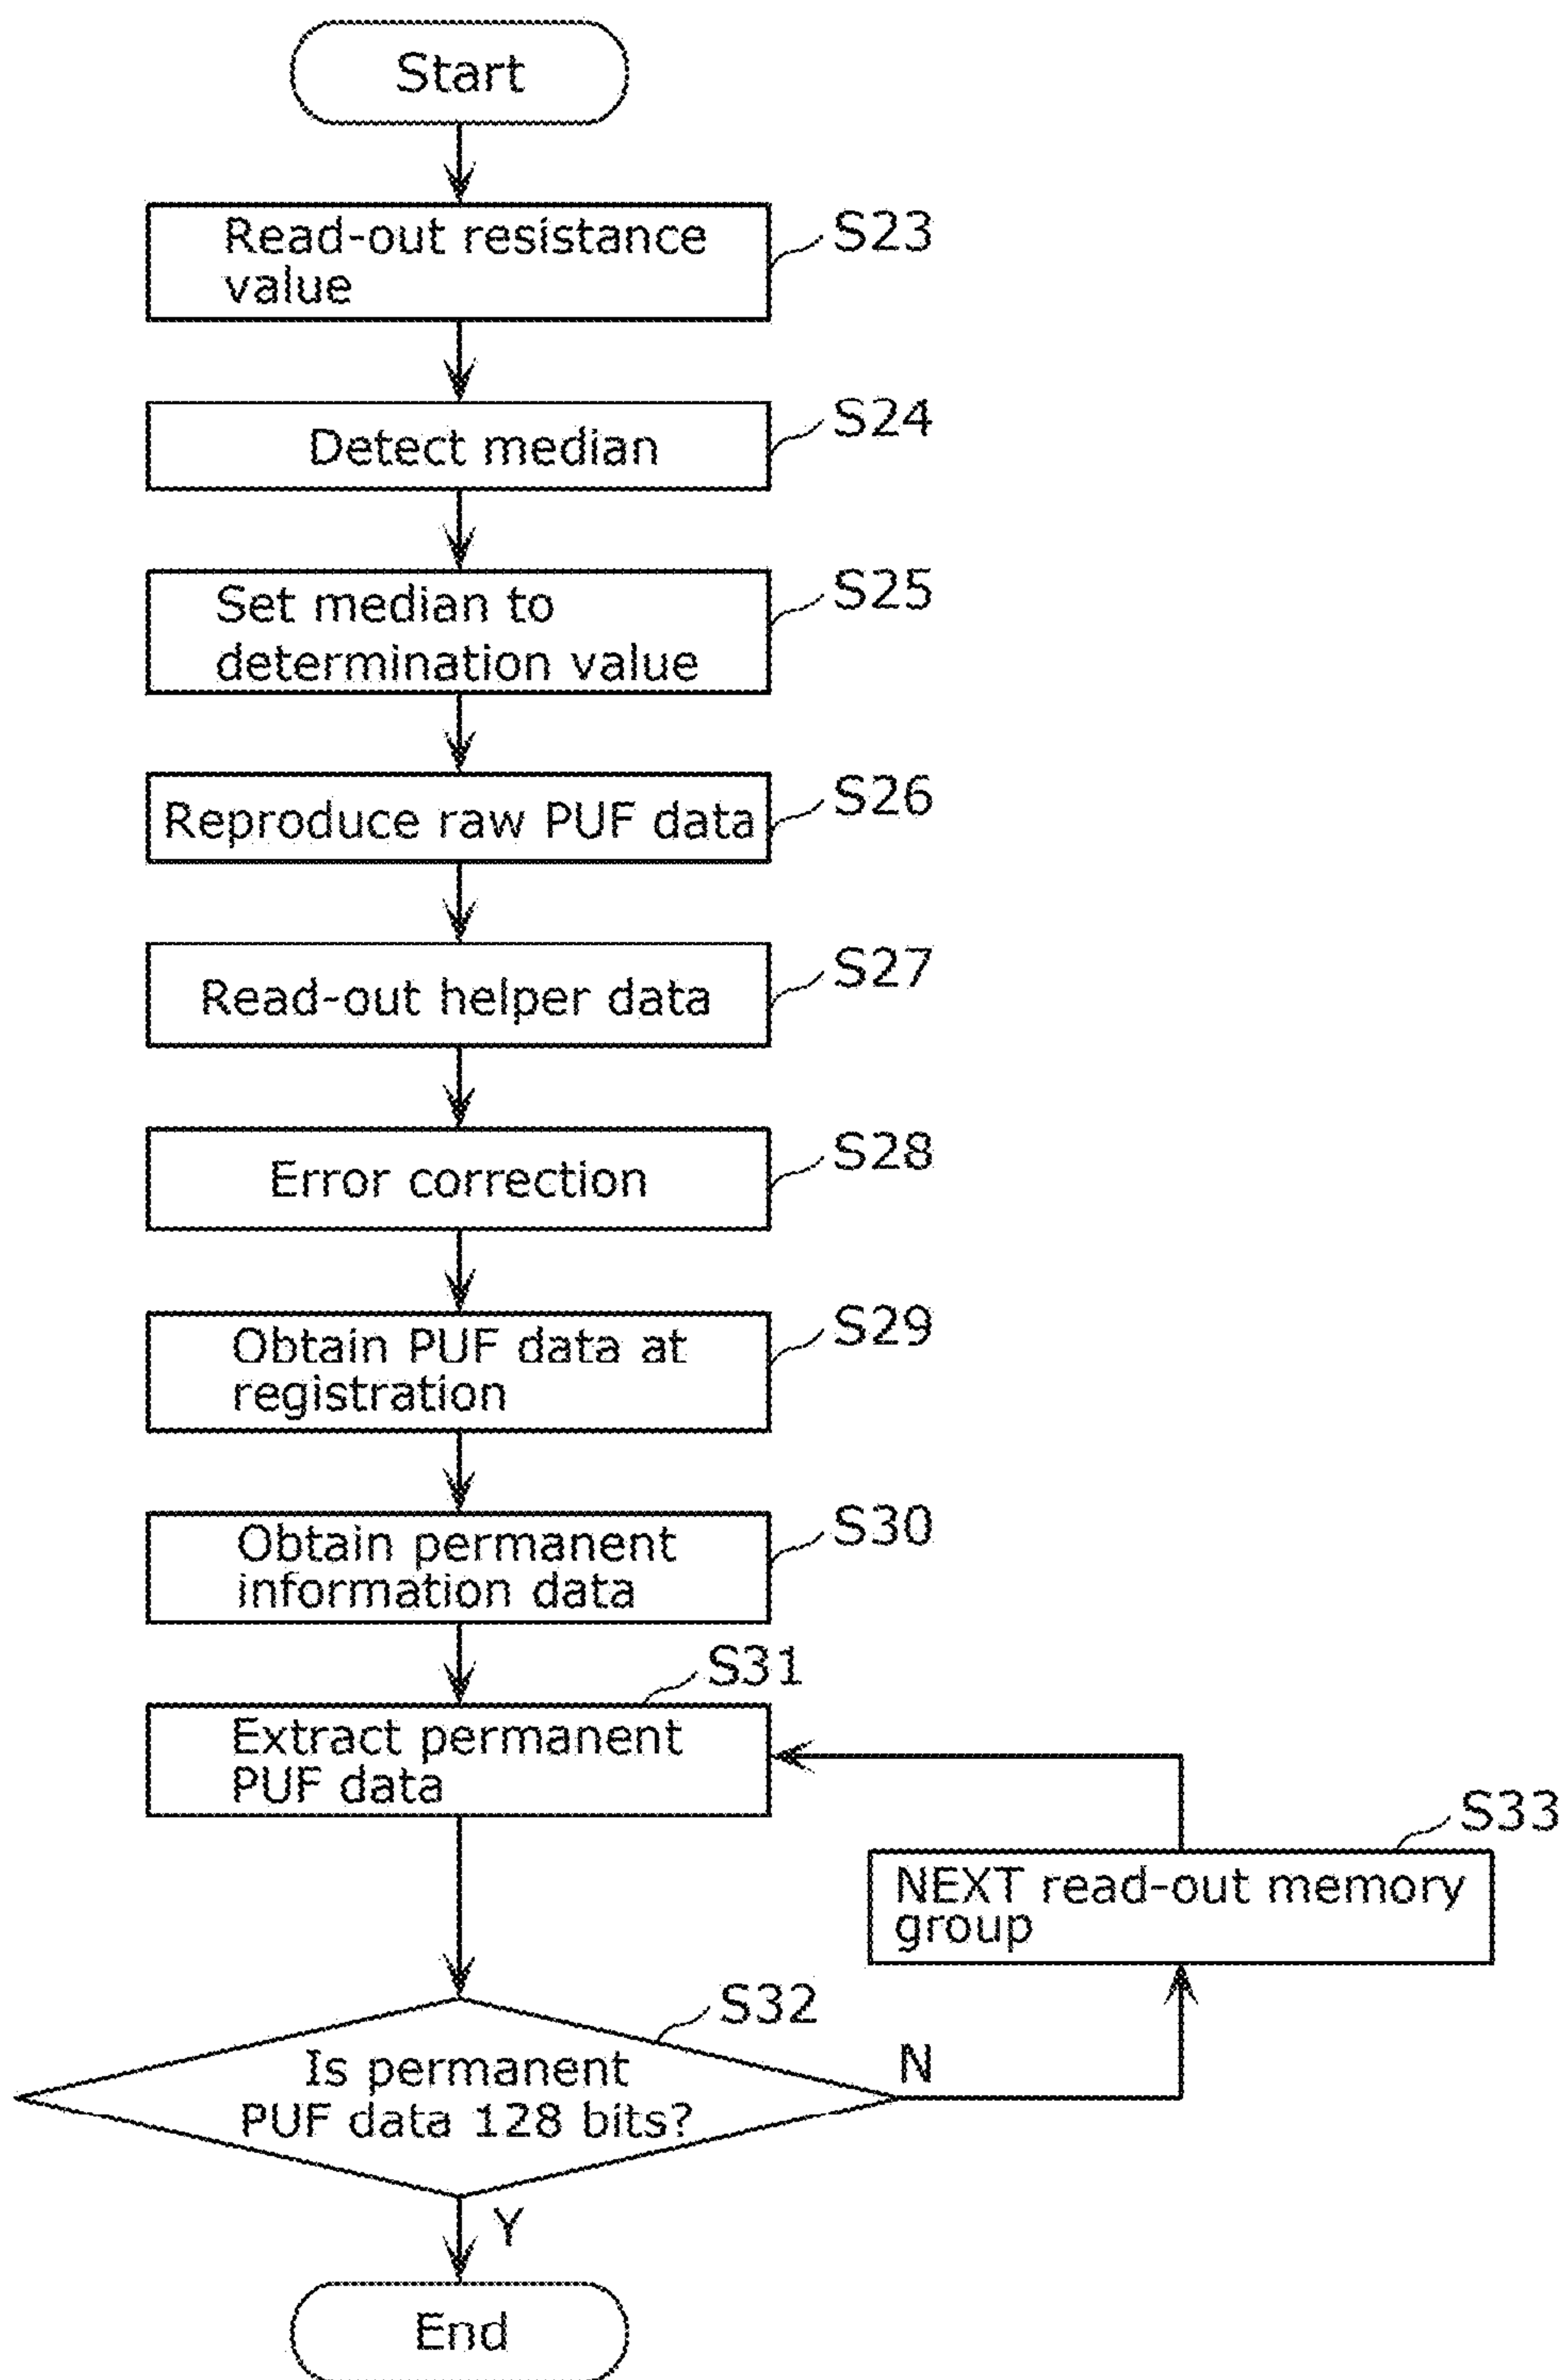 Start
Read-out resistance
value
S23
Detect median
S24
Set median to
determination value
S25
Reproduce raw PUF data
S26
Read-out helper data
S27
Error correction
S28
Obtain PUF data at
registration
S29
Obtain permanent
information data
S30
S31
Extract permanent
PUF data
S33
NEXT read-out memory
group
S32
Is permanent
PUF data 128 bits?
N
Y
End